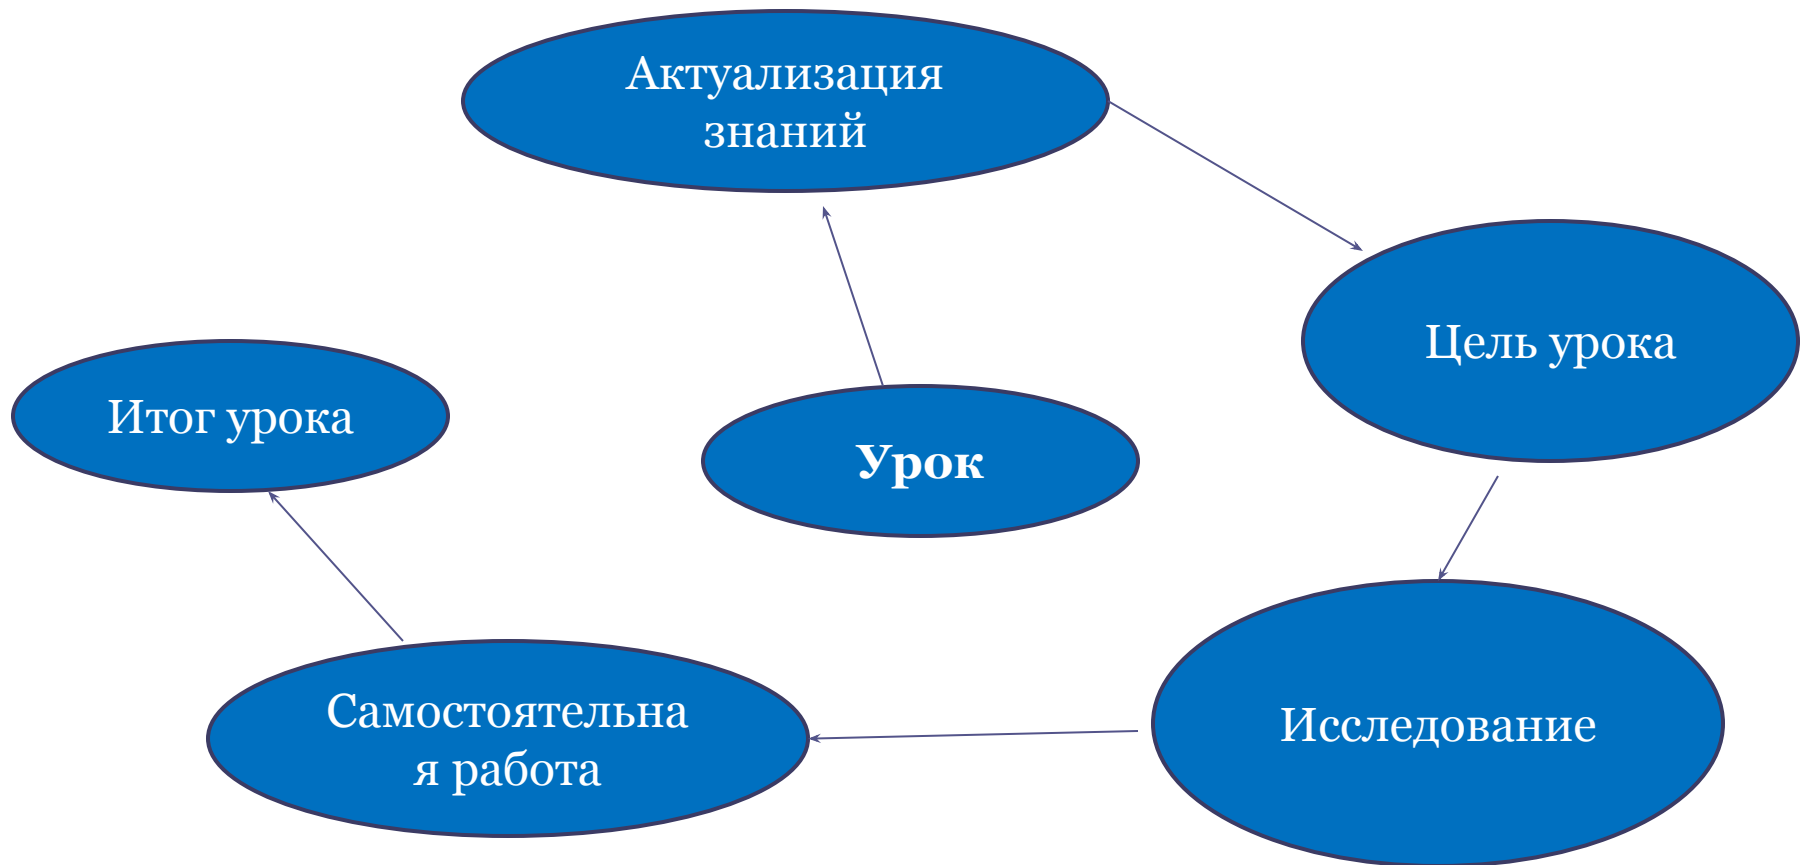 Актуализация
знаний
Цель урока
Итог урока
Урок
Самостоятельна
я работа
Исследование